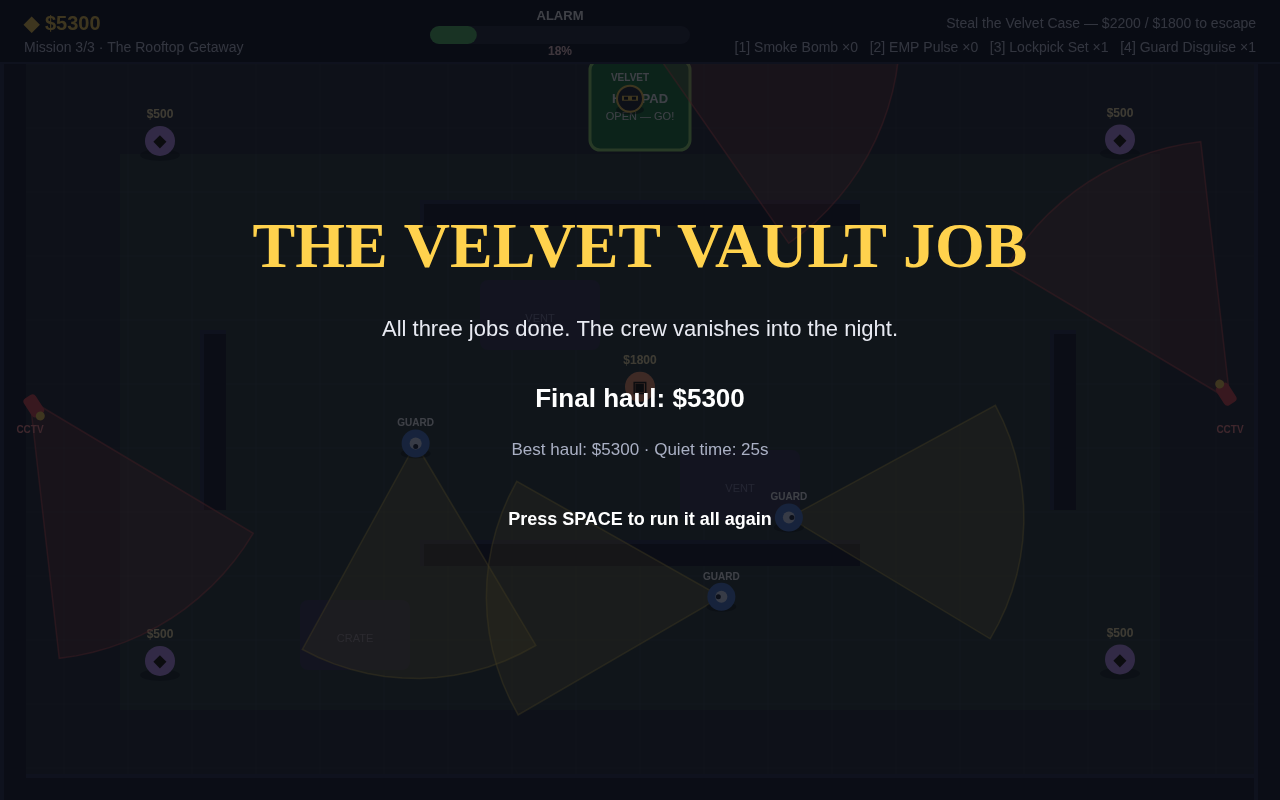 ◆ $5300
ALARM
Steal the Velvet Case — $2200 / $1800 to escape
Mission 3/3 · The Rooftop Getaway
18%
[1] Smoke Bomb ×0 [2] EMP Pulse ×0 [3] Lockpick Set ×1 [4] Guard Disguise ×1
VELVET
PAD
OPEN — GO!
$500
$500
THE VELVET VAULT JOB
VENT
All three jobs done. The crew vanishes into the night.
$1800
Final haul: $5300
GUARD
CCTV
CCTV
Best haul: $5300 · Quiet time: 25s
VENT
GUARD
Press SPACE to run it all again
GUARD
$500
CRATE
$500